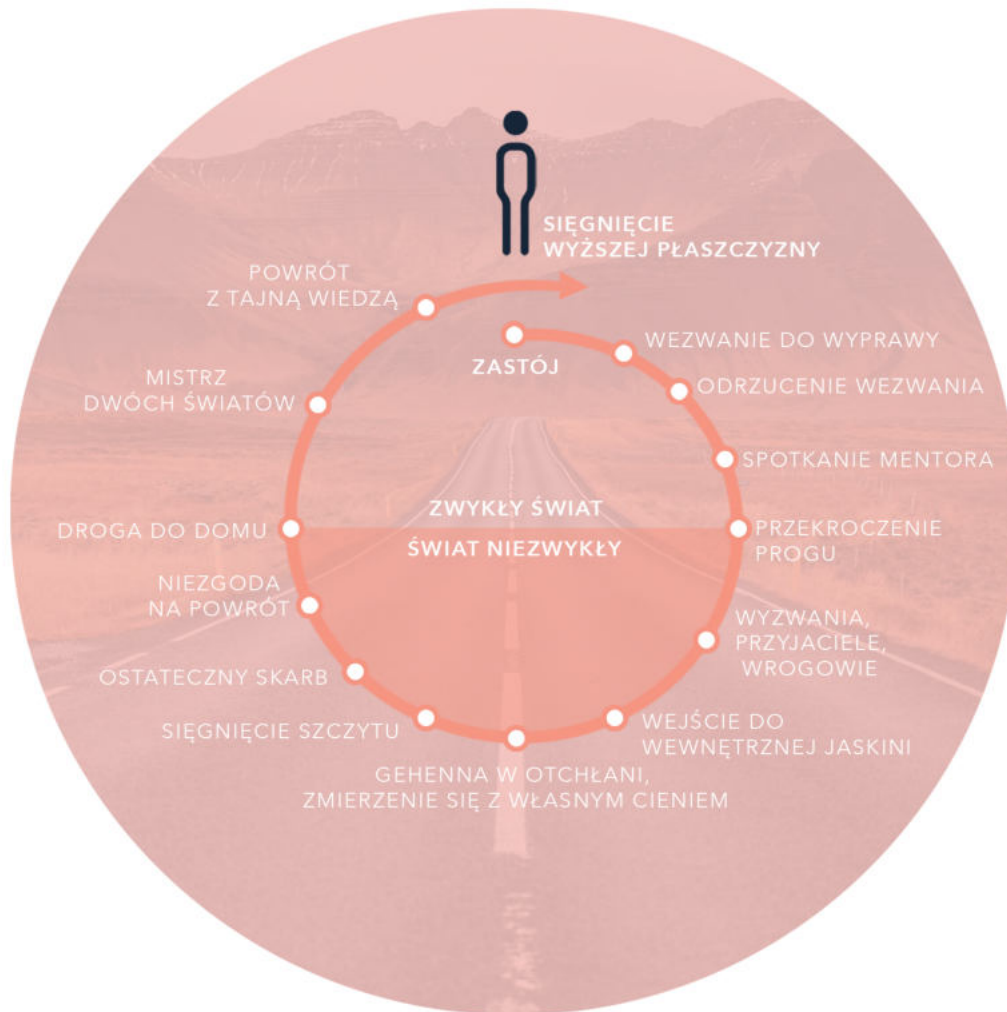 SIĘGNIĘCIE
WYŻSZEJ PŁASZCZYZNY
POWRÓT
Z TAJNĄ WIEDZĄ
ZASTÓJ
WEZWANIE DO WYPRAWY
ODRZUCENIE WEZWANIA
SPOTKANIE MENTORA
PRZEKROCZENIE
PROGU
WYZWANIA,
PRZYJACIELE,
WROGOWIE
WEJŚCIE DO
WEWNĘTRZNEJ JASKINI
GEHENNA W OTCHŁANI,
ZMIERZENIE SIĘ Z WŁASNYM CIENIEM
SIĘGNIĘCIE SZCZYTU
OSTATECZNY SKARB
NIEZGODA
NA POWRÓT
DROGA DO DOMU
MISTRZ
DWÓCH ŚWIATÓW
ZWYKŁY ŚWIAT
ŚWIAT NIEZWYKŁY